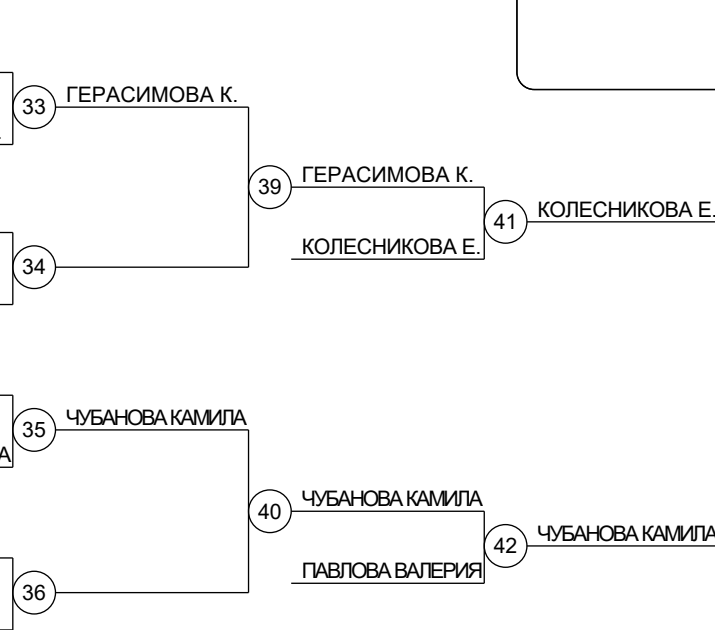 33 ГЕРАСИМОВА К.
39 ГЕРАСИМОВА К.
41 КОЛЕСНИКОВА Е.
КОЛЕСНИКОВА Е.
34
35 ЧУБАНОВА КАМИЛА
А
40 ЧУБАНОВА КАМИЛА
42 ЧУБАНОВА КАМИЛА
ПАВЛОВА ВАЛЕРИЯ
36